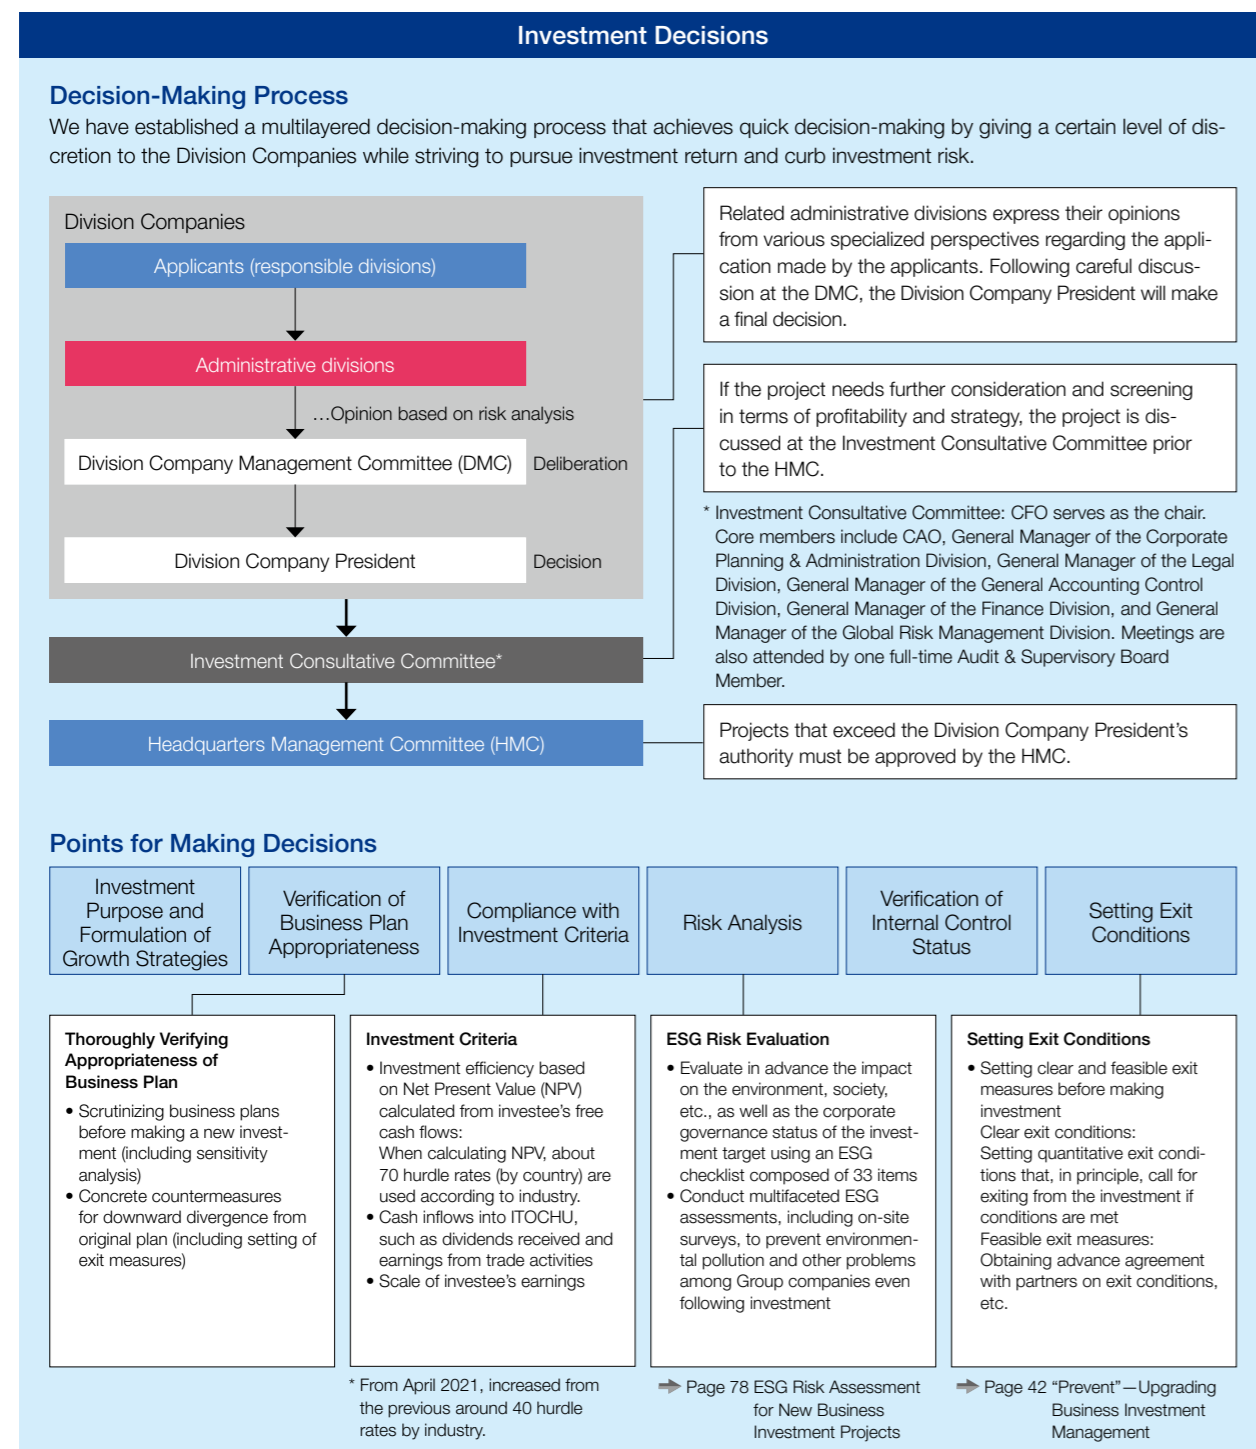 Investment Decisions
Decision-Making Process
We have established a multilayered decision-making process that achieves quick decision-making by giving a certain level of dis-
cretion to the Division Companies while striving to pursue investment return and curb investment risk.
Division Companies
Applicants (responsible divisions)
Administrative divisions
…Opinion based on risk analysis
Division Company Management Committee (DMC)
Deliberation
Division Company President
Decision
Investment Consultative Committee*
Headquarters Management Committee (HMC)
Related administrative divisions express their opinions
from various specialized perspectives regarding the appli-
cation made by the applicants. Following careful discus-
sion at the DMC, the Division Company President will make
a final decision.
If the project needs further consideration and screening
in terms of profitability and strategy, the project is dis-
cussed at the Investment Consultative Committee prior
to the HMC.
* Investment Consultative Committee: CFO serves as the chair.
Core members include CAO, General Manager of the Corporate
Planning & Administration Division, General Manager of the Legal
Division, General Manager of the General Accounting Control
Division, General Manager of the Finance Division, and General
Manager of the Global Risk Management Division. Meetings are
also attended by one full-time Audit & Supervisory Board
Member.
Projects that exceed the Division Company President's
authority must be approved by the HMC.
Points for Making Decisions
Investment
Purpose and
Formulation of
Growth Strategies
Verification of
Business Plan
Appropriateness
Compliance with
Investment Criteria
Risk Analysis
Verification of
Internal Control
Status
Setting Exit
Conditions
Thoroughly Verifying
Appropriateness of
Business Plan
• Scrutinizing business plans
before making a new invest-
ment (including sensitivity
analysis)
• Concrete countermeasures
for downward divergence from
original plan (including setting of
exit measures)
Investment Criteria
• Investment efficiency based
on Net Present Value (NPV)
calculated from investee's free
cash flows:
When calculating NPV, about
70 hurdle rates (by country) are
used according to industry.
• Cash inflows into ITOCHU,
such as dividends received and
earnings from trade activities
• Scale of investee's earnings
* From April 2021, increased from
the previous around 40 hurdle
rates by industry.
ESG Risk Evaluation
• Evaluate in advance the impact
on the environment, society,
etc., as well as the corporate
governance status of the invest-
ment target using an ESG
checklist composed of 33 items
• Conduct multifaceted ESG
assessments, including on-site
surveys, to prevent environmen-
tal pollution and other problems
among Group companies even
following investment
➡ Page 78 ESG Risk Assessment
for New Business
Investment Projects
Setting Exit Conditions
• Setting clear and feasible exit
measures before making
investment
Clear exit conditions:
Setting quantitative exit condi-
tions that, in principle, call for
exiting from the investment if
conditions are met
Feasible exit measures:
Obtaining advance agreement
with partners on exit conditions,
etc.
➡ Page 42 “Prevent”—Upgrading
Business Investment
Management